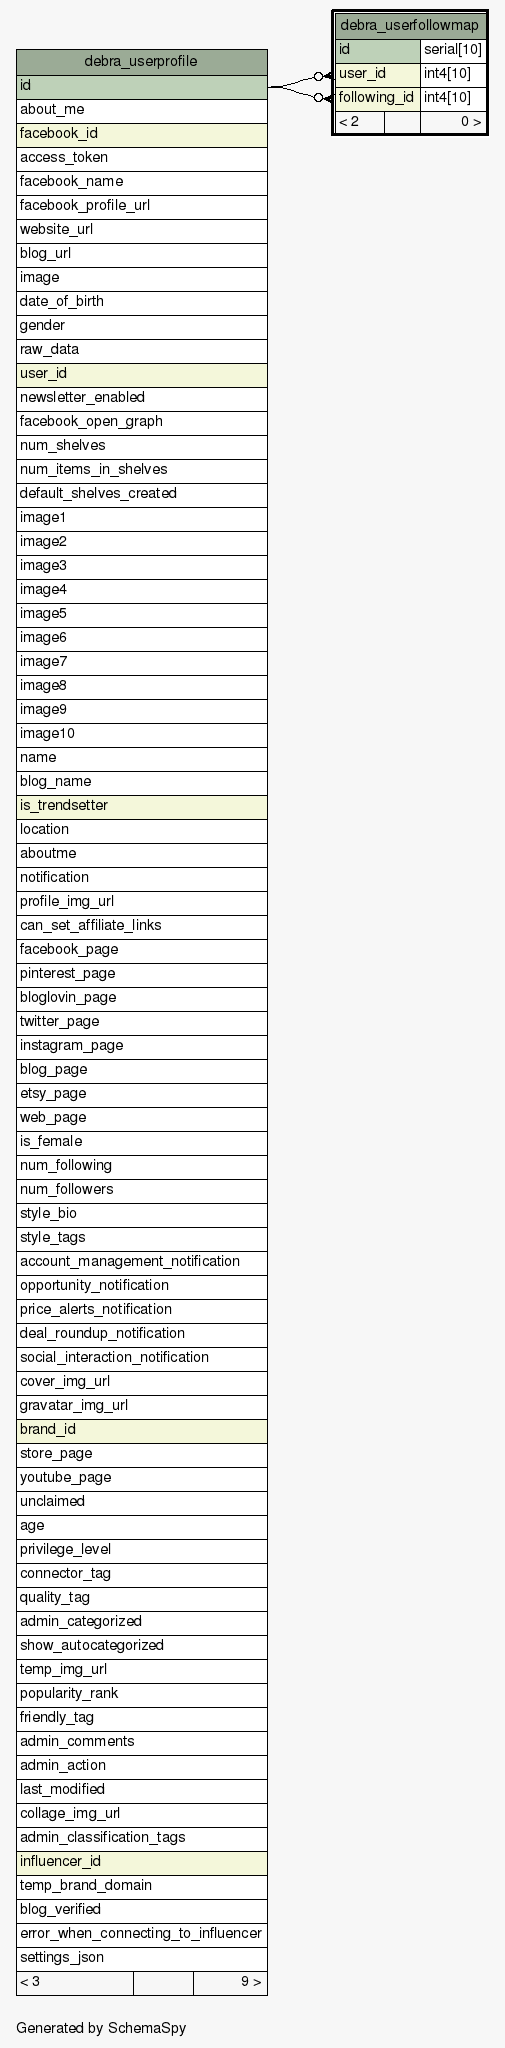 debra_userfollowmap
id serial[10]
user_id int4[10]
following_id int4[10]
< 2 0 >
debra_userprofile
id
about_me
facebook_id
access_token
facebook_name
facebook_profile_url
website_url
blog_url
image
date_of_birth
gender
raw_data
user_id
newsletter_enabled
facebook_open_graph
num_shelves
num_items_in_shelves
default_shelves_created
image1
image2
image3
image4
image5
image6
image7
image8
image9
image10
name
blog_name
is_trendsetter
location
aboutme
notification
profile_img_url
can_set_affiliate_links
facebook_page
pinterest_page
bloglovin_page
twitter_page
instagram_page
blog_page
etsy_page
web_page
is_female
num_following
num_followers
style_bio
style_tags
account_management_notification
opportunity_notification
price_alerts_notification
deal_roundup_notification
social_interaction_notification
cover_img_url
gravatar_img_url
brand_id
store_page
youtube_page
unclaimed
age
privilege_level
connector_tag
quality_tag
admin_categorized
show_autocategorized
temp_img_url
popularity_rank
friendly_tag
admin_comments
admin_action
last_modified
collage_img_url
admin_classification_tags
influencer_id
temp_brand_domain
blog_verified
error_when_connecting_to_influencer
settings_json
< 3 9 >
Generated by SchemaSpy